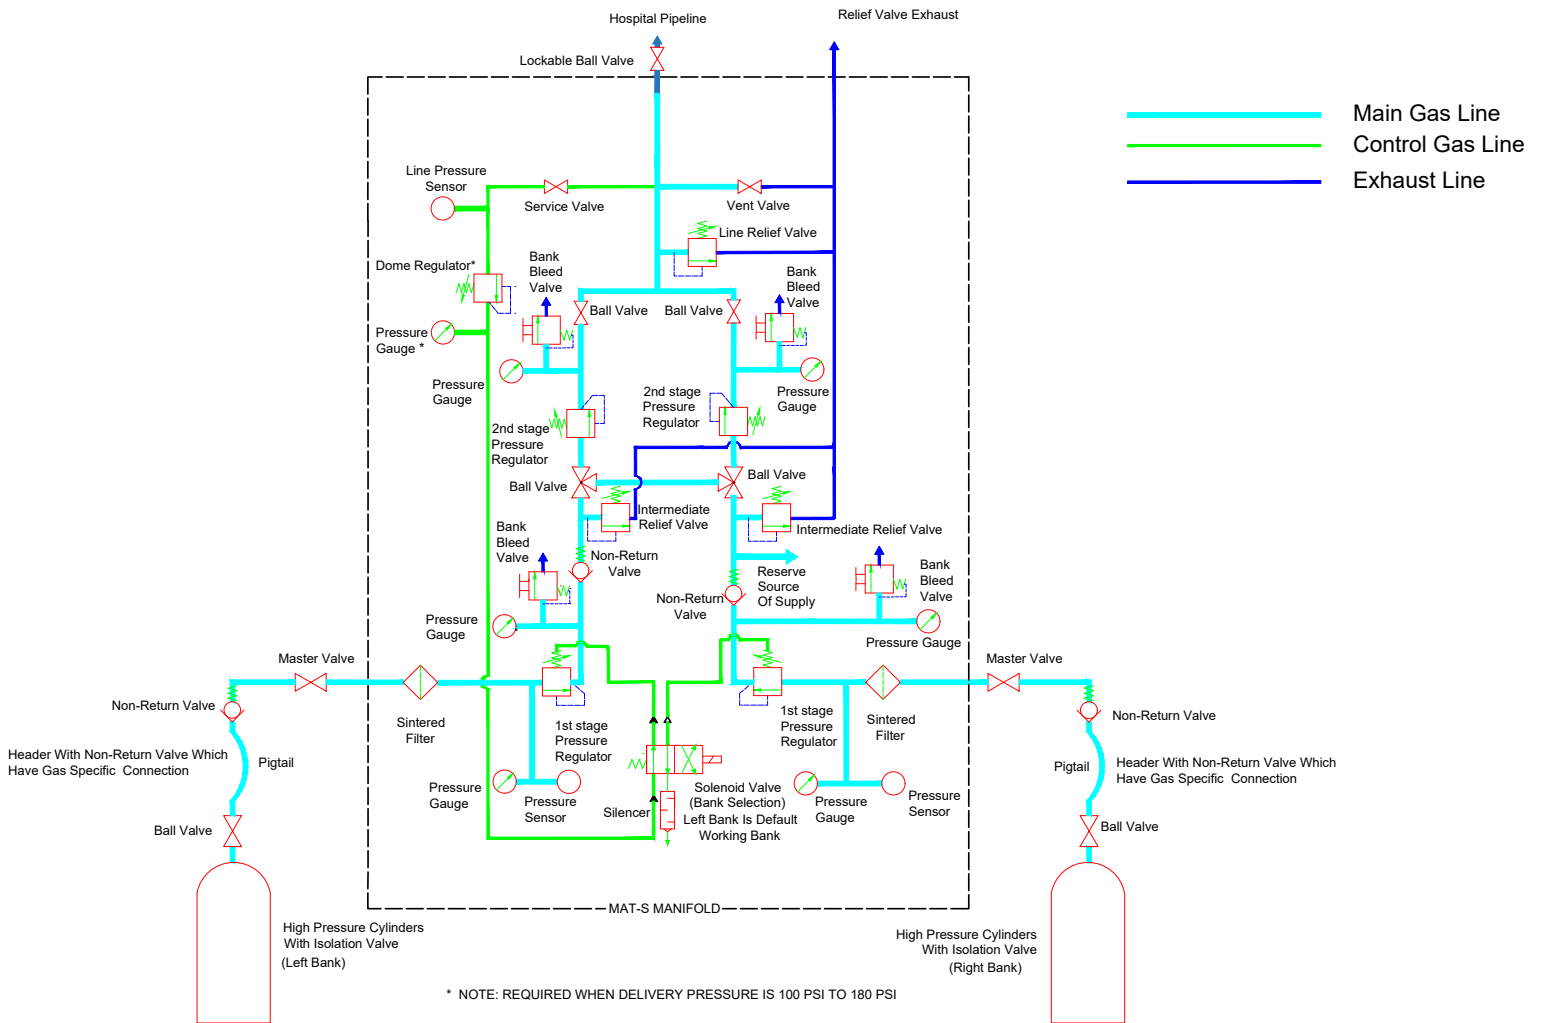 Hospital Pipeline
Relief Valve Exhaust
Lockable Ball Valve
Main Gas Line
Control Gas Line
Exhaust Line
Line Pressure
Sensor
Service Valve
Vent Valve
Line Relief Valve
Dome Regulator*
Bank
Bleed
Valve
Bank
Bleed
Valve
Ball Valve
Ball Valve
Pressure
Gauge *
Pressure
Gauge
2nd stage
Pressure
Regulator
Pressure
Gauge
2nd stage
Pressure
Regulator
Ball Valve
Ball Valve
Intermediate
Relief Valve
Intermediate Relief Valve
Bank
Bleed
Valve
Non-Return
Valve
Reserve
Source
Of Supply
Bank
Bleed
Valve
Non-Return
Valve
Pressure
Gauge
Pressure Gauge
Master Valve
Master Valve
Non-Return Valve
Sintered
Filter
1st stage
Pressure
Regulator
1st stage
Pressure
Regulator
Sintered
Filter
Non-Return Valve
Header With Non-Return Valve Which
Have Gas Specific Connection
Pigtail
Pigtail
Header With Non-Return Valve Which
Have Gas Specific Connection
Pressure
Gauge
Pressure
Sensor
Silencer
Solenoid Valve
(Bank Selection)
Left Bank Is Default
Working Bank
Pressure
Gauge
Pressure
Sensor
Ball Valve
Ball Valve
MAT-S MANIFOLD
High Pressure Cylinders
With Isolation Valve
(Left Bank)
High Pressure Cylinders
With Isolation Valve
(Right Bank)
* NOTE: REQUIRED WHEN DELIVERY PRESSURE IS 100 PSI TO 180 PSI